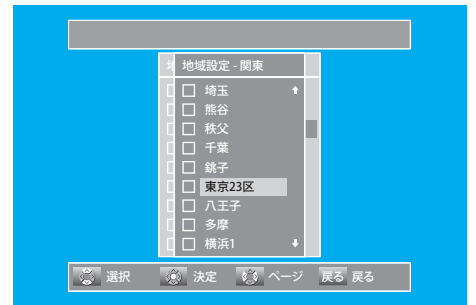 地域設定 - 関東
埼玉
熊谷
秩父
千葉
銚子
東京23区
八王子
多摩
横浜1
選択 決定 ページ 戻る 戻る